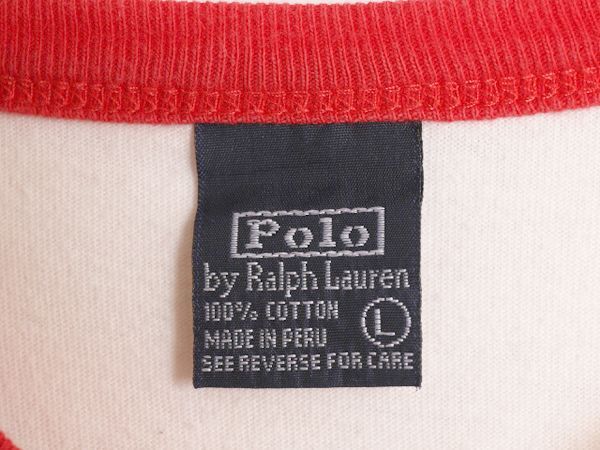 Polo
by Ralph Lauren
100% COTTON
MADE IN PERU
L
SEE REVERSE FOR CARE